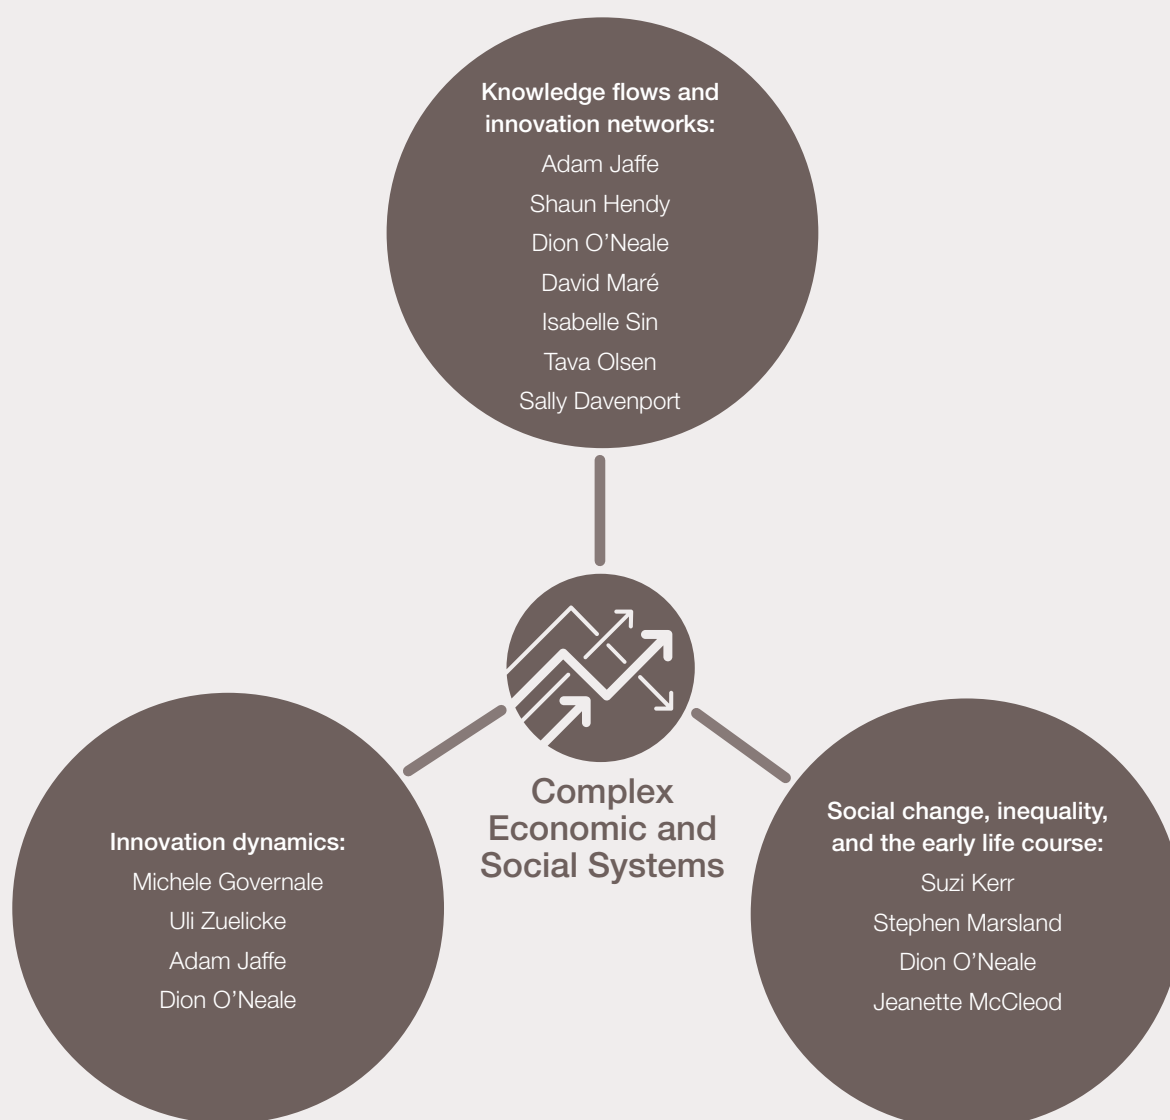 Knowledge flows and
innovation networks:
Adam Jaffe
Shaun Hendy
Dion O’Neale
David Maré
Isabelle Sin
Tava Olsen
Sally Davenport
Complex
Economic and
Social Systems
Innovation dynamics:
Michele Governale
Uli Zuelicke
Adam Jaffe
Dion O’Neale
Social change, inequality,
and the early life course:
Suzi Kerr
Stephen Marsland
Dion O’Neale
Jeanette McCleod